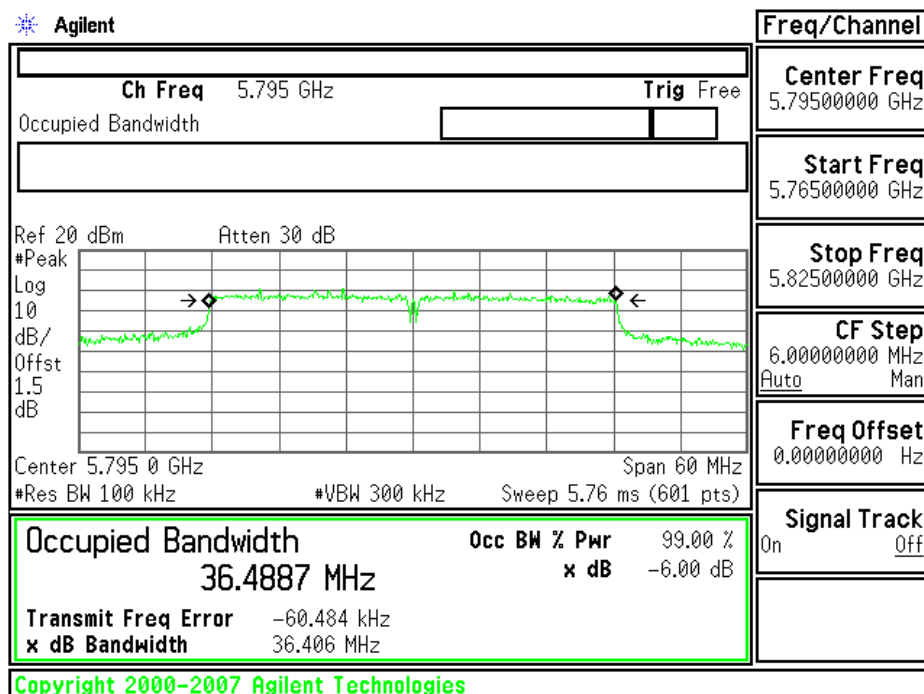 Agilent
Freq/Channel
Ch Freq 5.795 GHz Trig Free
Occupied Bandwidth
Ref 20 dBm Atten 30 dB
#Peak
Log
10
dB/
Offst
1.5
dB
Center 5.795 0 GHz Span 60 MHz
#Res BW 100 kHz #VBW 300 kHz Sweep 5.76 ms (601 pts)
Occupied Bandwidth
36.4887 MHz
Occ BW % Pwr 99.00 %
x dB -6.00 dB
Transmit Freq Error -60.484 kHz
x dB Bandwidth 36.406 MHz
Center Freq
5.79500000 GHz
Start Freq
5.76500000 GHz
Stop Freq
5.82500000 GHz
CF Step
6.00000000 MHz
Auto Man
Freq Offset
0.00000000 Hz
Signal Track
On Off
Copyright 2000-2007 Agilent Technologies